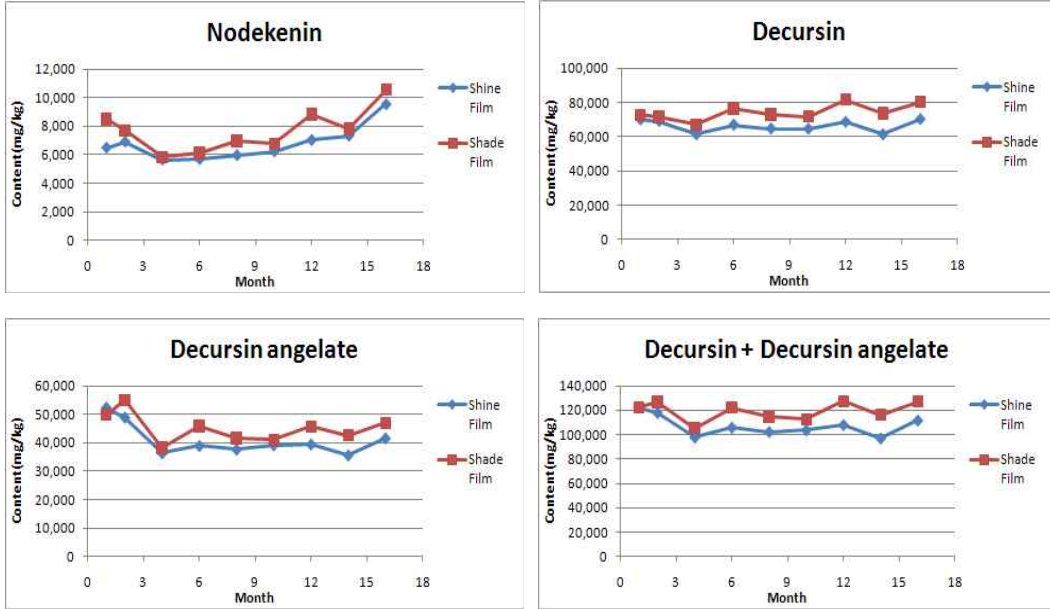 Nodekenin
12,000
10,000
8,000
6,000
4,000
2,000
0
Content(mg/kg)
0 3 6 9 12 15 18
Month
Shine
Film
Shade
Film
Decursin
100,000
80,000
60,000
40,000
20,000
0
Content(mg/kg)
0 3 6 9 12 15 18
Month
Shine
Film
Shade
Film
Decursin angelate
60,000
50,000
40,000
30,000
20,000
10,000
0
Content(mg/kg)
0 3 6 9 12 15 18
Month
Shine
Film
Shade
Film
Decursin + Decursin angelate
140,000
120,000
100,000
80,000
60,000
40,000
20,000
0
Content(mg/kg)
0 3 6 9 12 15 18
Month
Shine
Film
Shade
Film